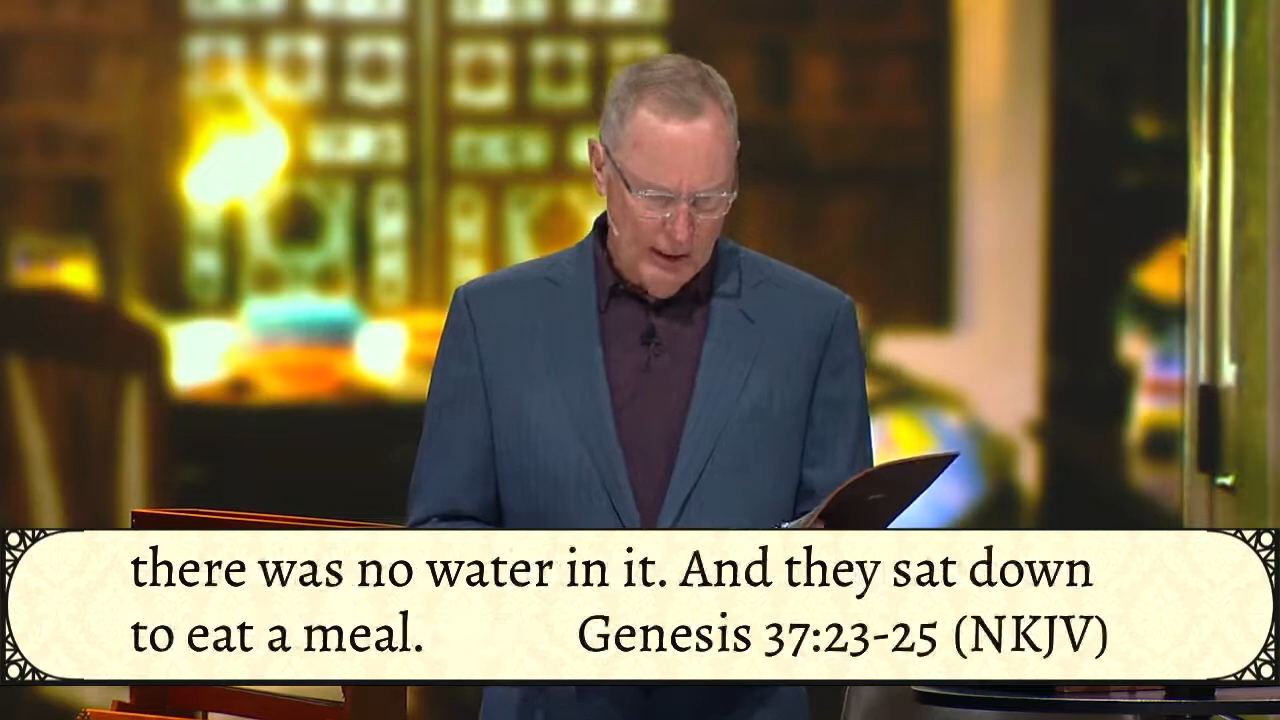 there was no water in it. And they sat down
to eat a meal. Genesis 37:23-25 (NKJV)